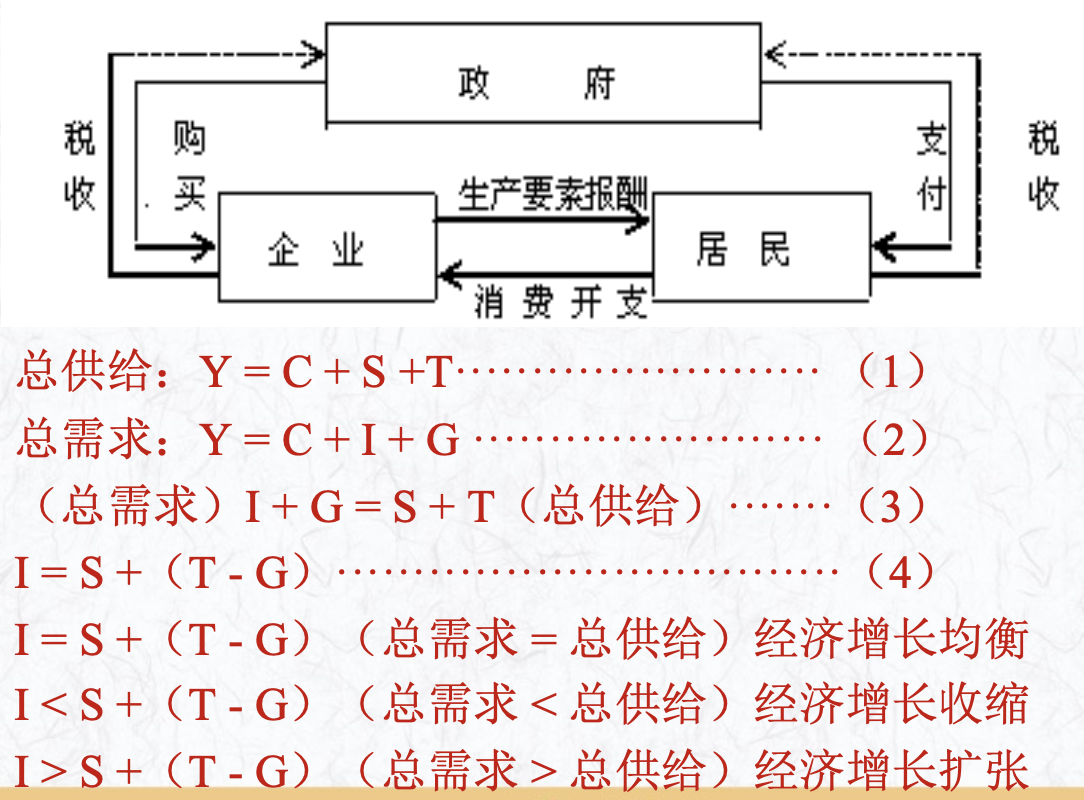 政 府
税收
购买
支付
税收
生产要素报酬
企 业
居 民
消费开支
总供给：Y = C + S +T······················· （1）
总需求：Y = C + I + G ······················ （2）
（总需求）I + G = S + T（总供给）·······（3）
I = S +（T - G）································（4）
I = S +（T - G）（总需求 = 总供给）经济增长均衡
I < S +（T - G）（总需求 < 总供给）经济增长收缩
I > S +（T - G）（总需求 > 总供给）经济增长扩张